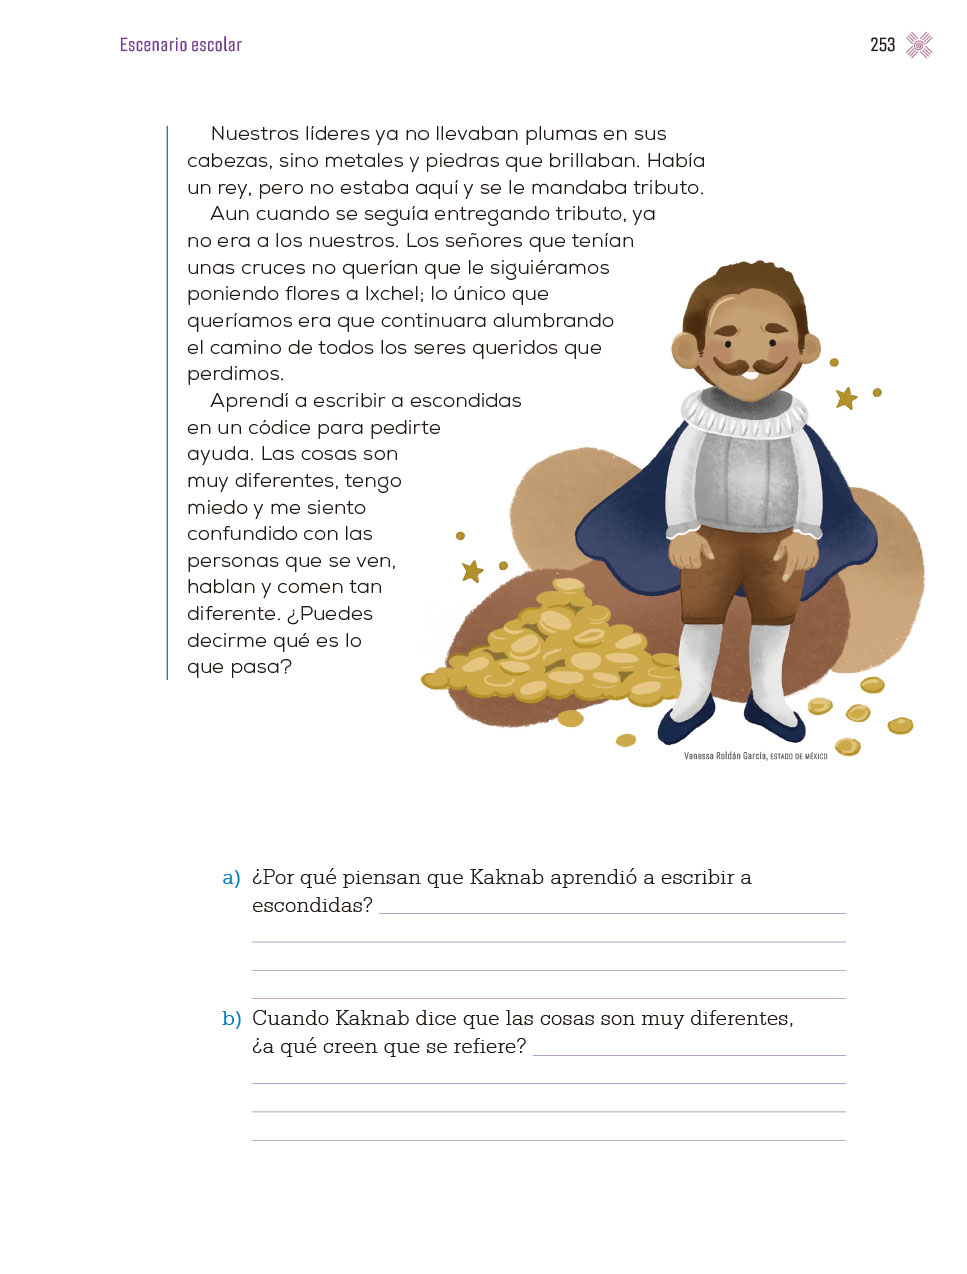 Escenario escolar
253
Nuestros líderes ya no llevaban plumas en sus
cabezas, sino metales y piedras que brillaban. Había
un rey, pero no estaba aquí y se le mandaba tributo.
Aun cuando se seguía entregando tributo, ya
no era a los nuestros. Los señores que tenían
unas cruces no querían que le siguiéramos
poniendo flores a Ixchel; lo único que
queríamos era que continuara alumbrando
el camino de todos los seres queridos que
perdimos.
Aprendí a escribir a escondidas
en un códice para pedirte
ayuda. Las cosas son
muy diferentes, tengo
miedo y me siento
confundido con las
personas que se ven,
hablan y comen tan
diferente. ¿Puedes
decirme qué es lo
que pasa?
Vanessa Roldán García, ESTADO DE MÉXICO
a) ¿Por qué piensan que Kaknab aprendió a escribir a
escondidas?
b) Cuando Kaknab dice que las cosas son muy diferentes,
¿a qué creen que se refiere?